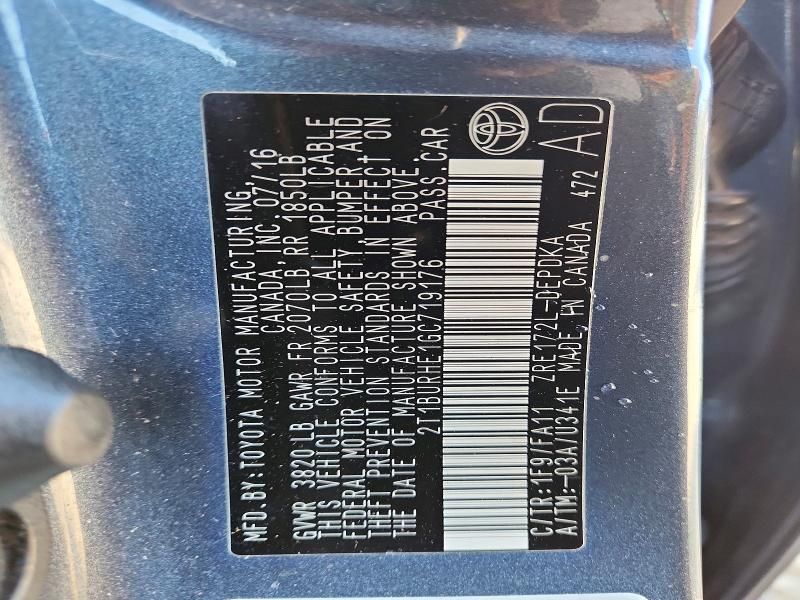 MFD.BY:TOYOTA MOTOR MANUFACTURING,
CANADA, INC. 07/16
GVWR 3820LB GAWR FR 2070LB, RR 1850LB
THIS VEHICLE CONFORMS TO ALL APPLICABLE
FEDERAL MOTOR VEHICLE SAFETY, BUMPER, AND
THEFT PREVENTION STANDARDS IN EFFECT ON
THE DATE OF MANUFACTURE SHOWN ABOVE.
2T1BURHE1GC719176 PASS.CAR
C/TR:1F9/FA11 ZRE172L-DEPDKA
A/TM:-03A/U341E MADE IN CANADA 472
AD